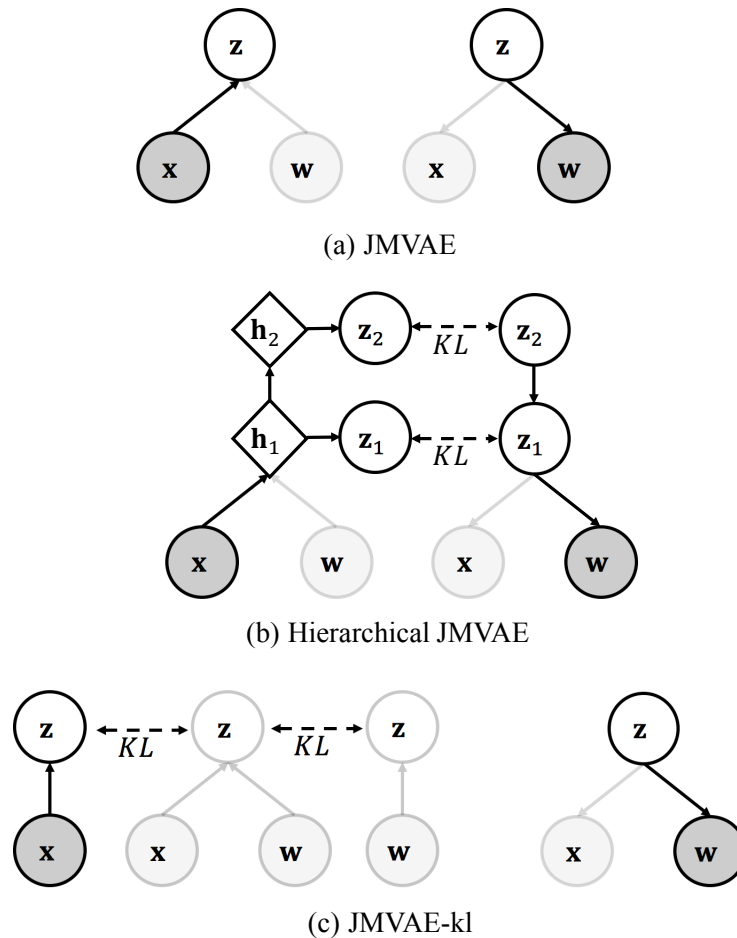 z z
x w x w
(a) JMVAE
h₂ z₂ KL z₂
h₁ z₁ KL z₁
x w x w
(b) Hierarchical JMVAE
z KL z KL z z
x x w w x w
(c) JMVAE-kl